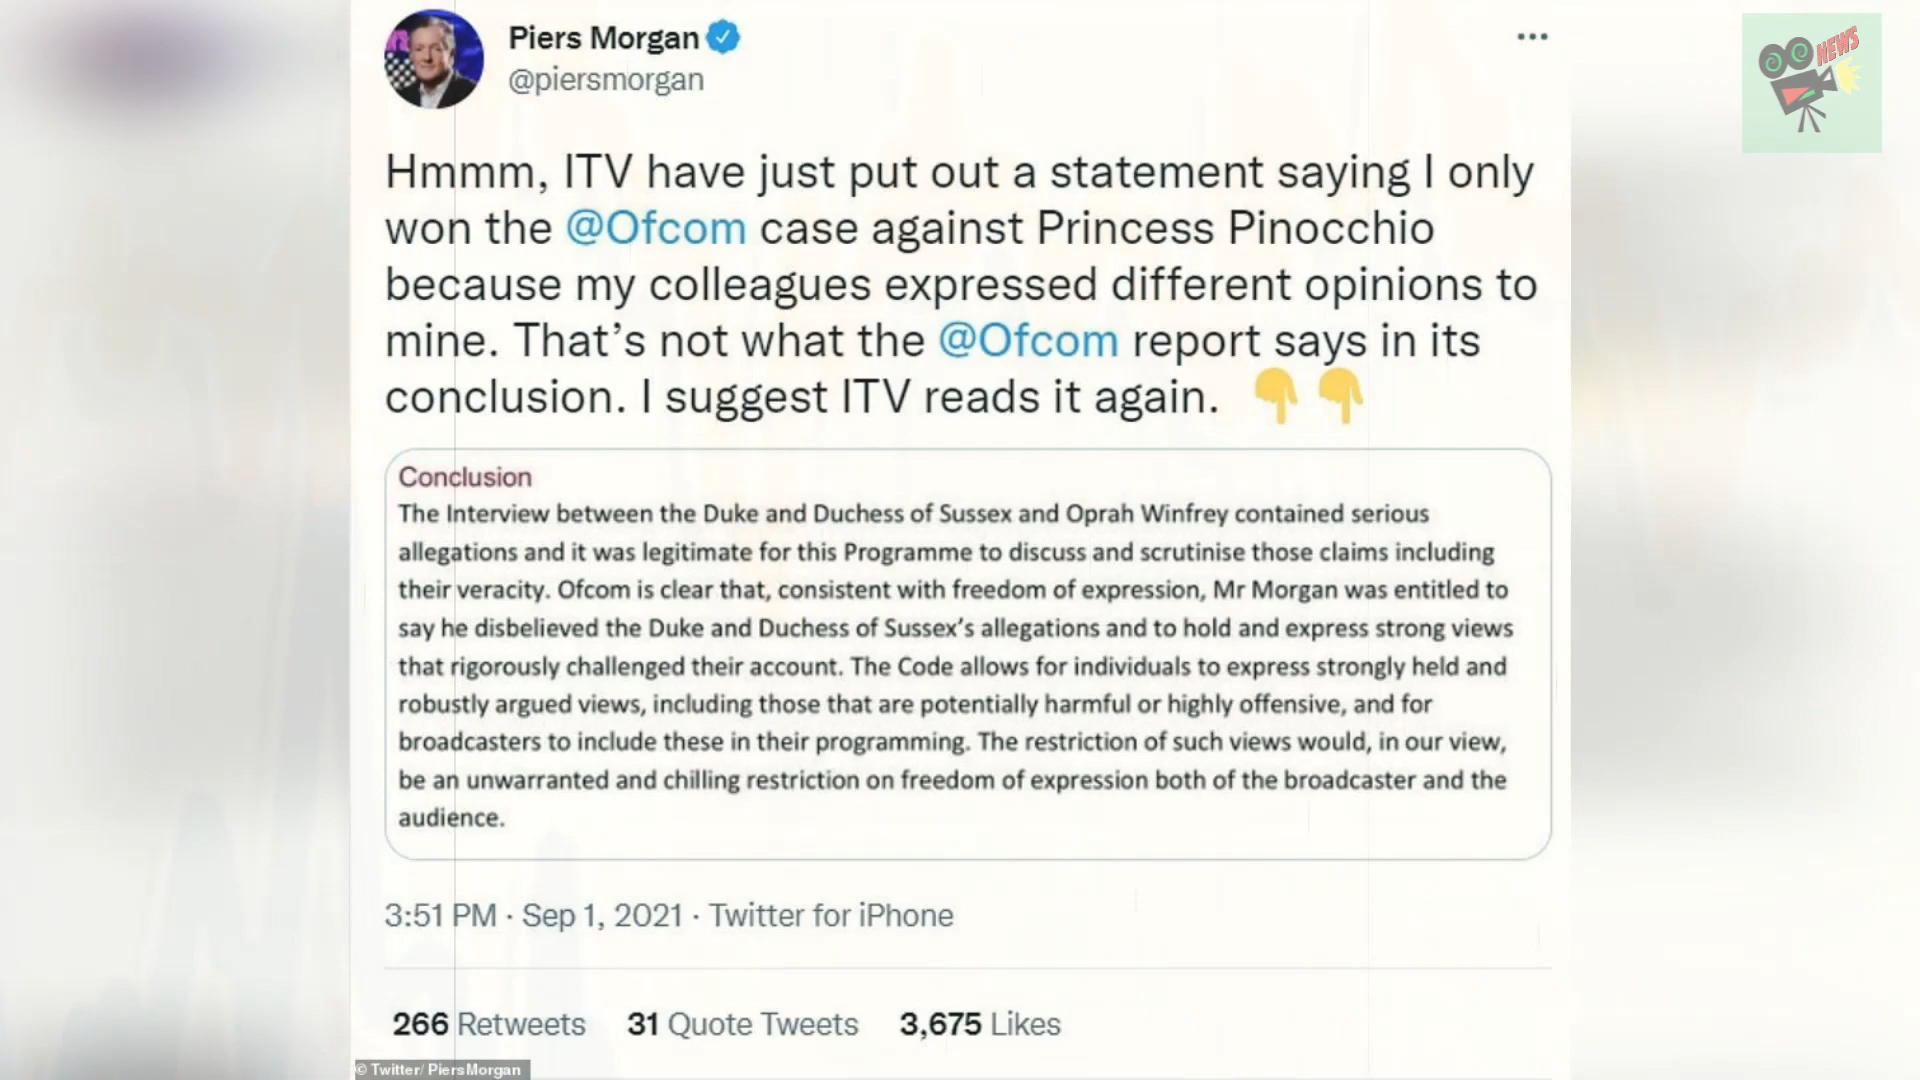 Piers Morgan
@piersmorgan
NEWS
Hmmm, ITV have just put out a statement saying I only
won the @Ofcom case against Princess Pinocchio
because my colleagues expressed different opinions to
mine. That's not what the @Ofcom report says in its
conclusion. I suggest ITV reads it again. 👇👇
Conclusion
The Interview between the Duke and Duchess of Sussex and Oprah Winfrey contained serious
allegations and it was legitimate for this Programme to discuss and scrutinise those claims including
their veracity. Ofcom is clear that, consistent with freedom of expression, Mr Morgan was entitled to
say he disbelieved the Duke and Duchess of Sussex's allegations and to hold and express strong views
that rigorously challenged their account. The Code allows for individuals to express strongly held and
robustly argued views, including those that are potentially harmful or highly offensive, and for
broadcasters to include these in their programming. The restriction of such views would, in our view,
be an unwarranted and chilling restriction on freedom of expression both of the broadcaster and the
audience.
3:51 PM · Sep 1, 2021 · Twitter for iPhone
266 Retweets 31 Quote Tweets 3,675 Likes
© Twitter/ PiersMorgan